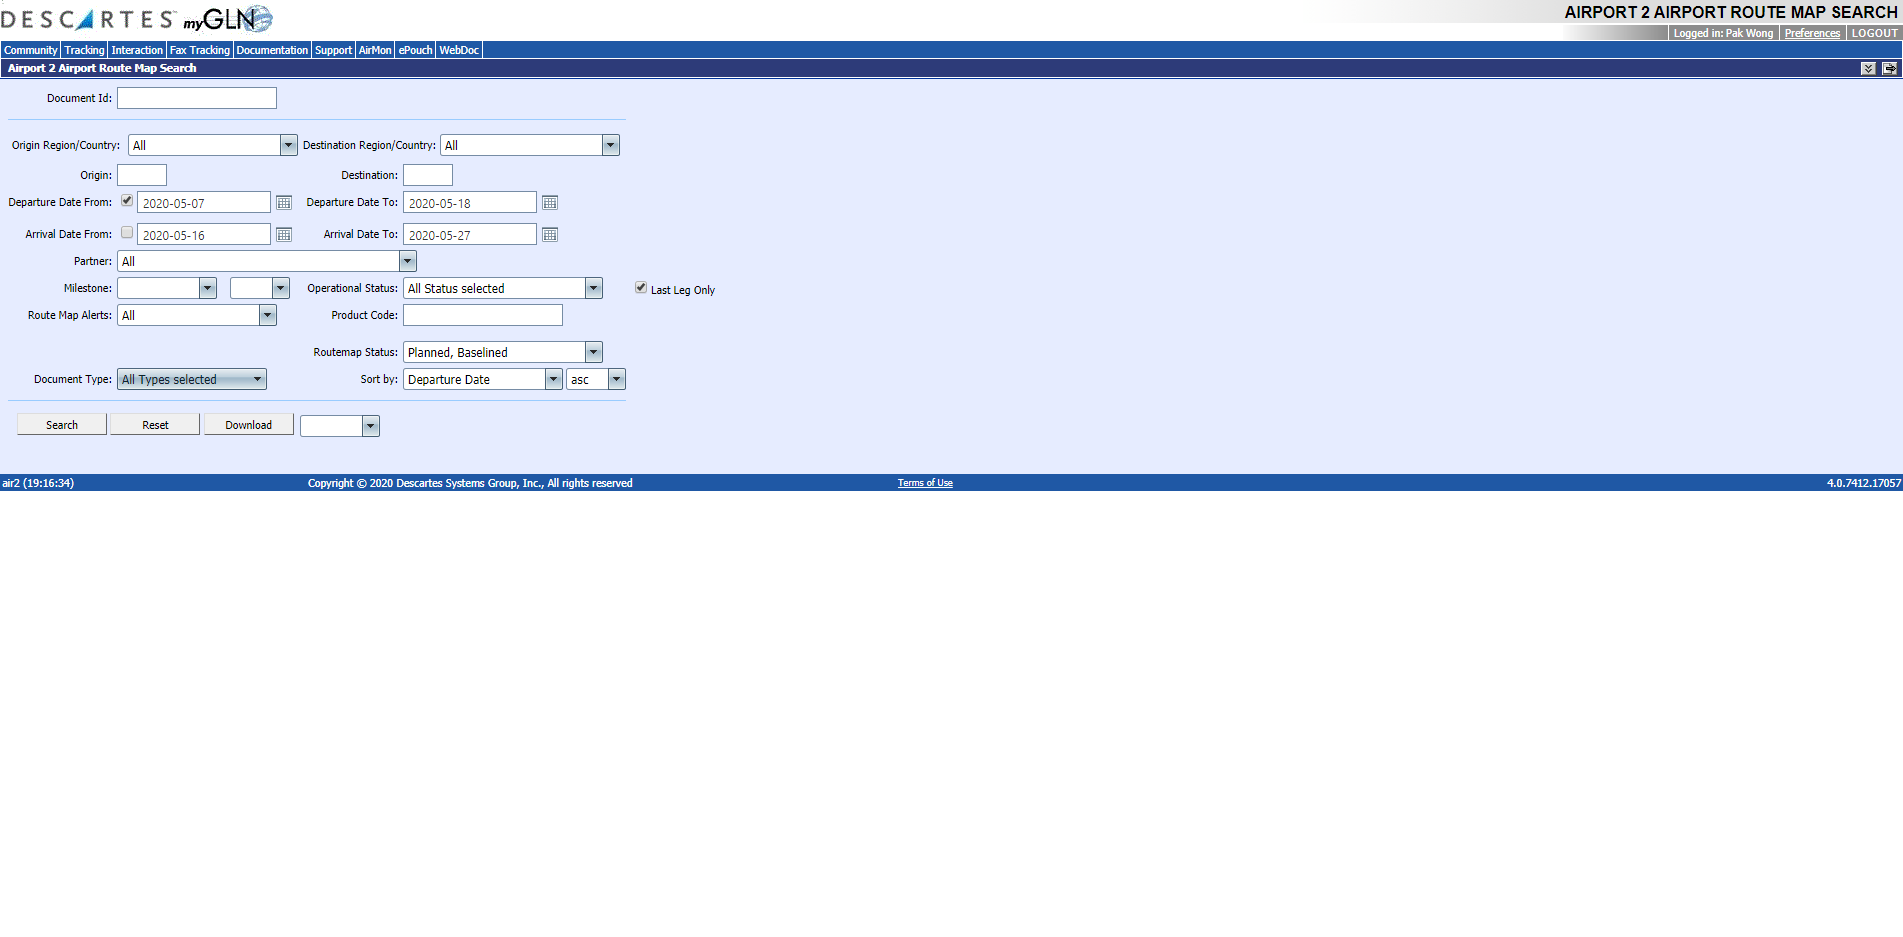 DESCARTES™ myGLN
AIRPORT 2 AIRPORT ROUTE MAP SEARCH
Logged in: Pak Wong Preferences LOGOUT
Community Tracking Interaction Fax Tracking Documentation Support AirMon ePouch WebDoc
Airport 2 Airport Route Map Search
Document Id:
Origin Region/Country: All Destination Region/Country: All
Origin: Destination:
Departure Date From: 2020-05-07 Departure Date To: 2020-05-18
Arrival Date From: 2020-05-16 Arrival Date To: 2020-05-27
Partner: All
Milestone: Operational Status: All Status selected Last Leg Only
Route Map Alerts: All Product Code:
Routemap Status: Planned, Baselined
Document Type: All Types selected Sort by: Departure Date asc
Search Reset Download
air2 (19:16:34) Copyright © 2020 Descartes Systems Group, Inc., All rights reserved Terms of Use 4.0.7412.17057